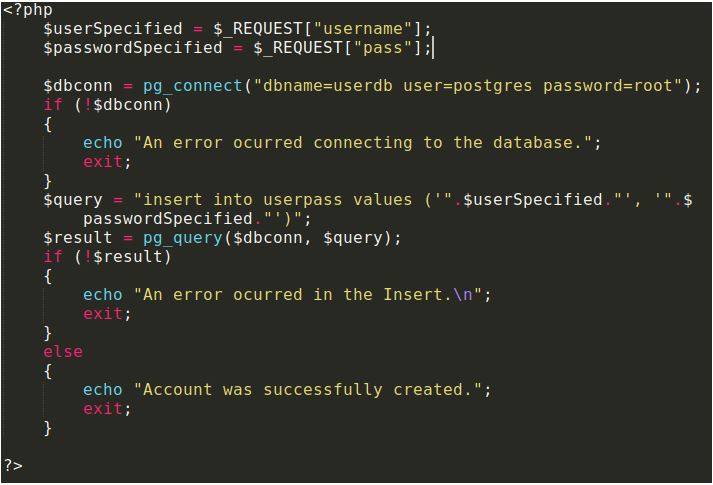 <?php
$userSpecified = $_REQUEST["username"];
$passwordSpecified = $_REQUEST["pass"];
$dbconn = pg_connect("dbname=userdb user=postgres password=root");
if (!$dbconn)
{
echo "An error ocurred connecting to the database.";
exit;
}
$query = "insert into userpass values ('".$userSpecified."', '".$
passwordSpecified."')";
$result = pg_query($dbconn, $query);
if (!$result)
{
echo "An error ocurred in the Insert.\n";
exit;
}
else
{
echo "Account was successfully created.";
exit;
}
?>